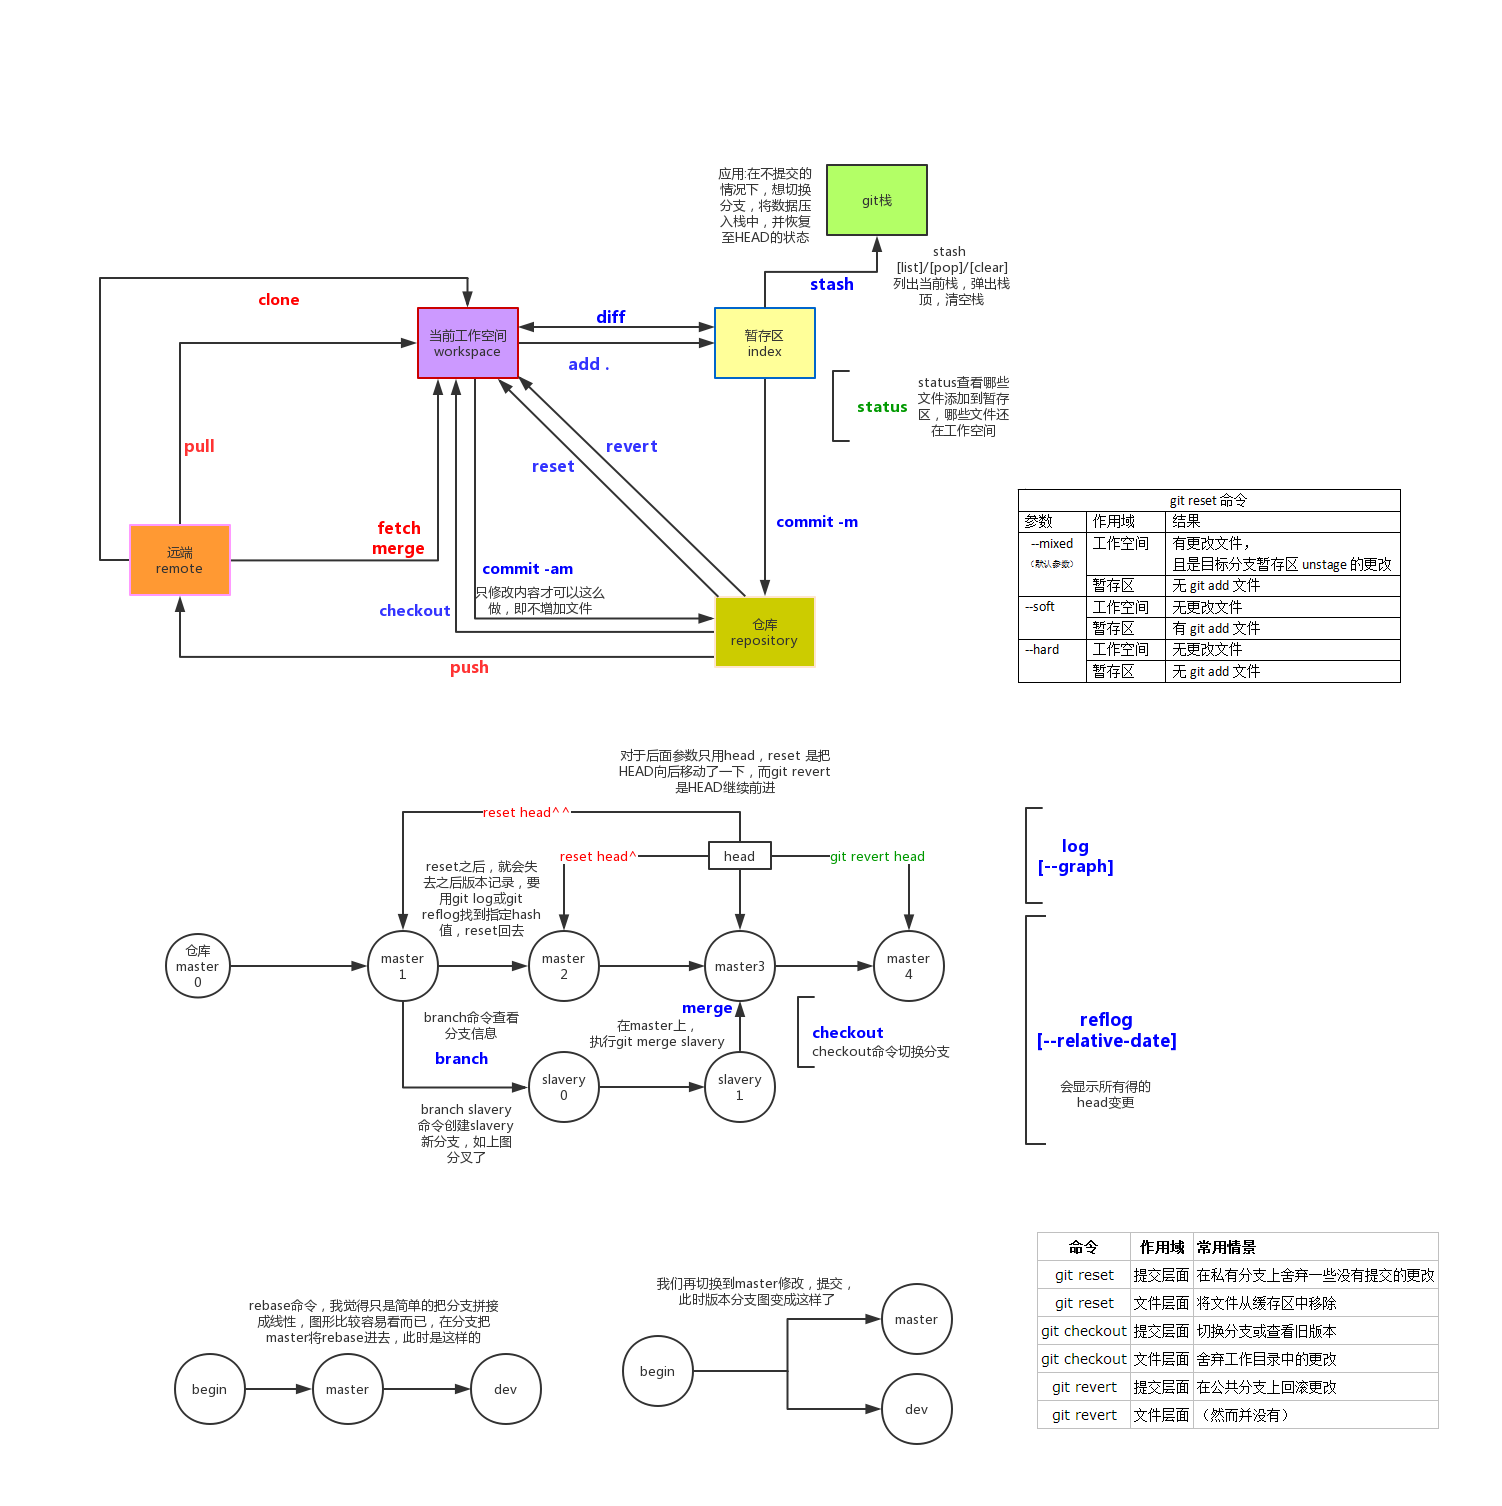 应用:在不提交的
情况下，想切换
分支，将数据压
入栈中，并恢复
至HEAD的状态
git栈
stash
[list]/[pop]/[clear]
列出当前栈，弹出栈
顶，清空栈
stash
clone
diff
当前工作空间
workspace
暂存区
index
add .
status
status查看哪些
文件添加到暂存
区，哪些文件还
在工作空间
pull
revert
reset
fetch
merge
commit -m
远端
remote
commit -am
只修改内容才可以这么
做，即不增加文件
checkout
仓库
repository
push
git reset 命令
参数 作用域 结果
--mixed
（默认参数）
工作空间 有更改文件，
且是目标分支暂存区 unstage 的更改
暂存区 无 git add 文件
--soft 工作空间 无更改文件
暂存区 有 git add 文件
--hard 工作空间 无更改文件
暂存区 无 git add 文件
对于后面参数只用head，reset 是把
HEAD向后移动了一下，而git revert
是HEAD继续前进
reset head^^
reset head^
head
git revert head
reset之后，就会失
去之后版本记录，要
用git log或git
reflog找到指定hash
值，reset回去
log
[--graph]
仓库
master
0
master
1
master
2
master3
master
4
branch命令查看
分支信息
branch
merge
在master上，
执行git merge slavery
checkout
checkout命令切换分支
slavery
0
slavery
1
branch slavery
命令创建slavery
新分支，如上图
分叉了
reflog
[--relative-date]
会显示所有得的
head变更
rebase命令，我觉得只是简单的把分支拼接
成线性，图形比较容易看而已，在分支把
master将rebase进去，此时是这样的
begin
master
dev
我们再切换到master修改，提交，
此时版本分支图变成这样了
begin
master
dev
命令 作用域 常用情景
git reset 提交层面 在私有分支上舍弃一些没有提交的更改
git reset 文件层面 将文件从缓存区中移除
git checkout 提交层面 切换分支或查看旧版本
git checkout 文件层面 舍弃工作目录中的更改
git revert 提交层面 在公共分支上回滚更改
git revert 文件层面 （然而并没有）